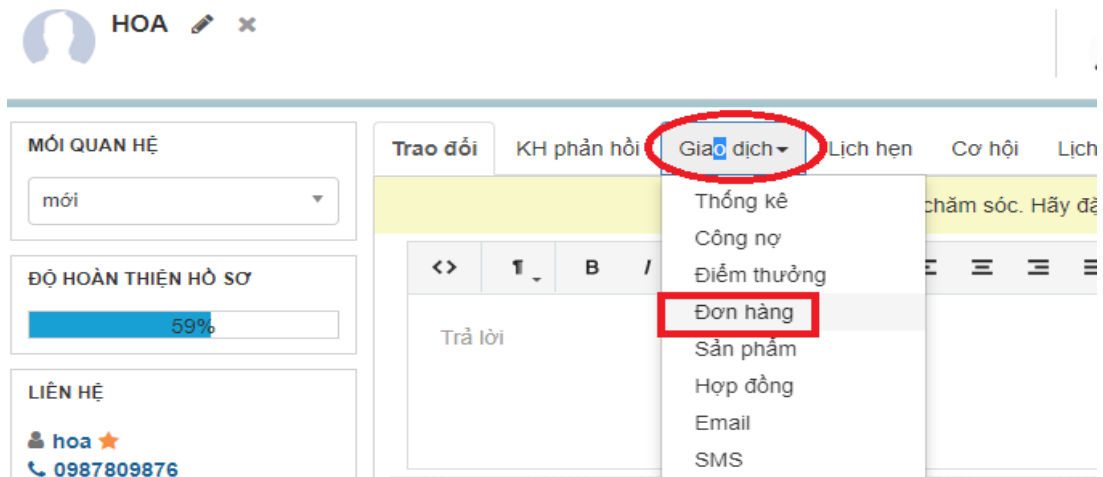 HOA
MỐI QUAN HỆ
mới
ĐỘ HOÀN THIỆN HỒ SƠ
59%
LIÊN HỆ
hoa
0987809876
Trao đổi KH phản hồi Giao dịch Lịch hẹn Cơ hội Lịch
chăm sóc. Hãy đặ
B I
Trả lời
Thống kê
Công nợ
Điểm thưởng
Đơn hàng
Sản phẩm
Hợp đồng
Email
SMS